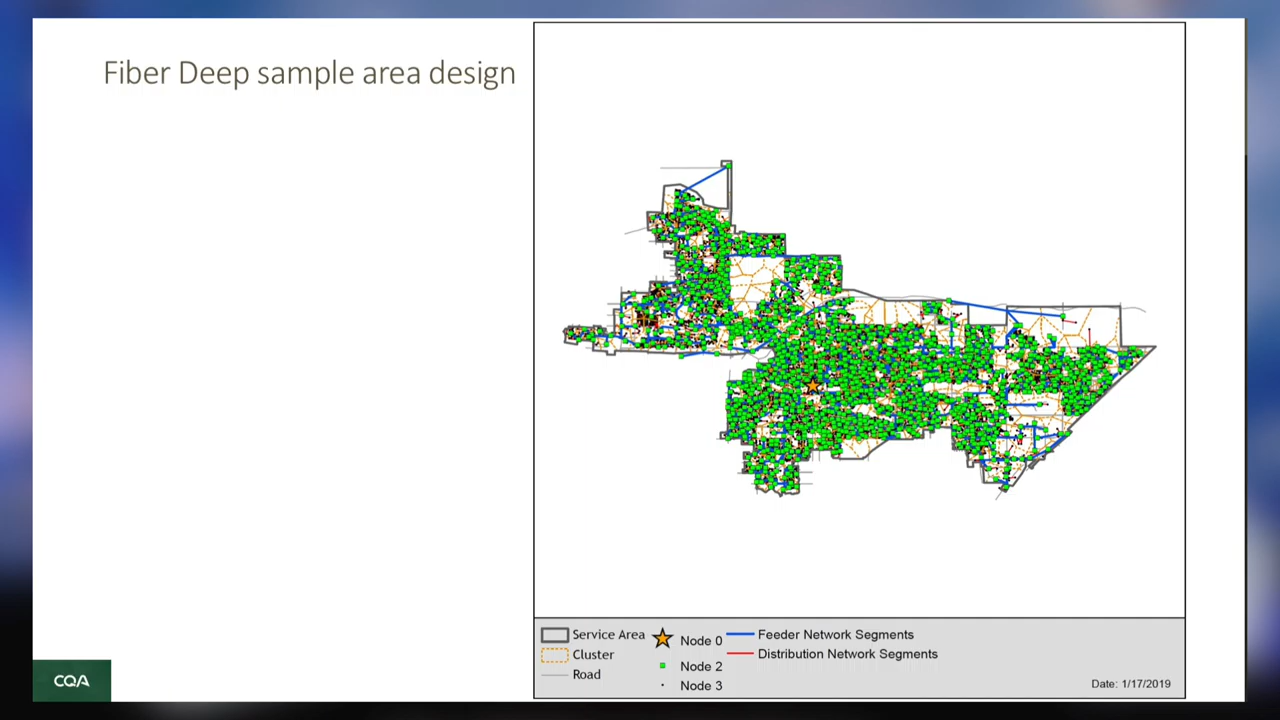 Fiber Deep sample area design
Service Area
Cluster
Road
Node 0
Node 2
Node 3
Feeder Network Segments
Distribution Network Segments
Date: 1/17/2019
CQA